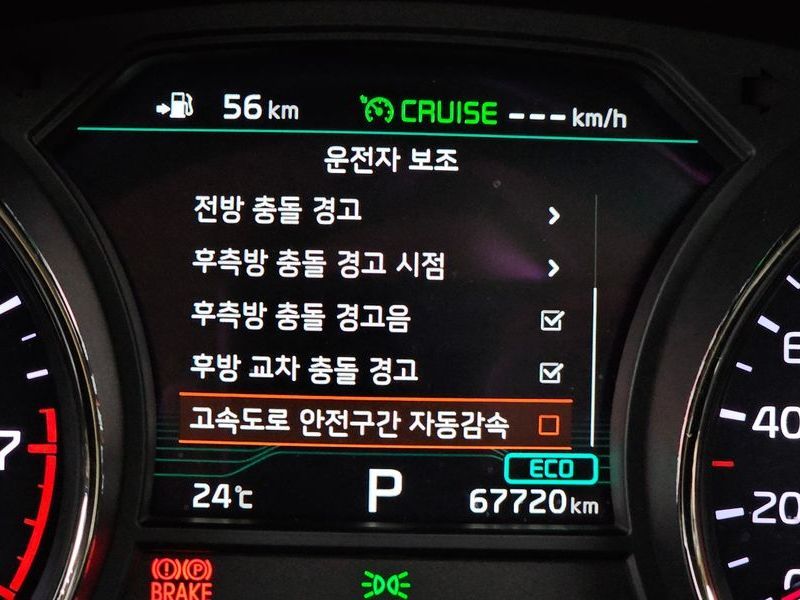 56 km CRUISE ---km/h
운전자 보조
전방 충돌 경고
후측방 충돌 경고 시점
후측방 충돌 경고음
후방 교차 충돌 경고
고속도로 안전구간 자동감속
ECO
24℃ P 67720 km
7
40
20
(!) (P)
BRAKE